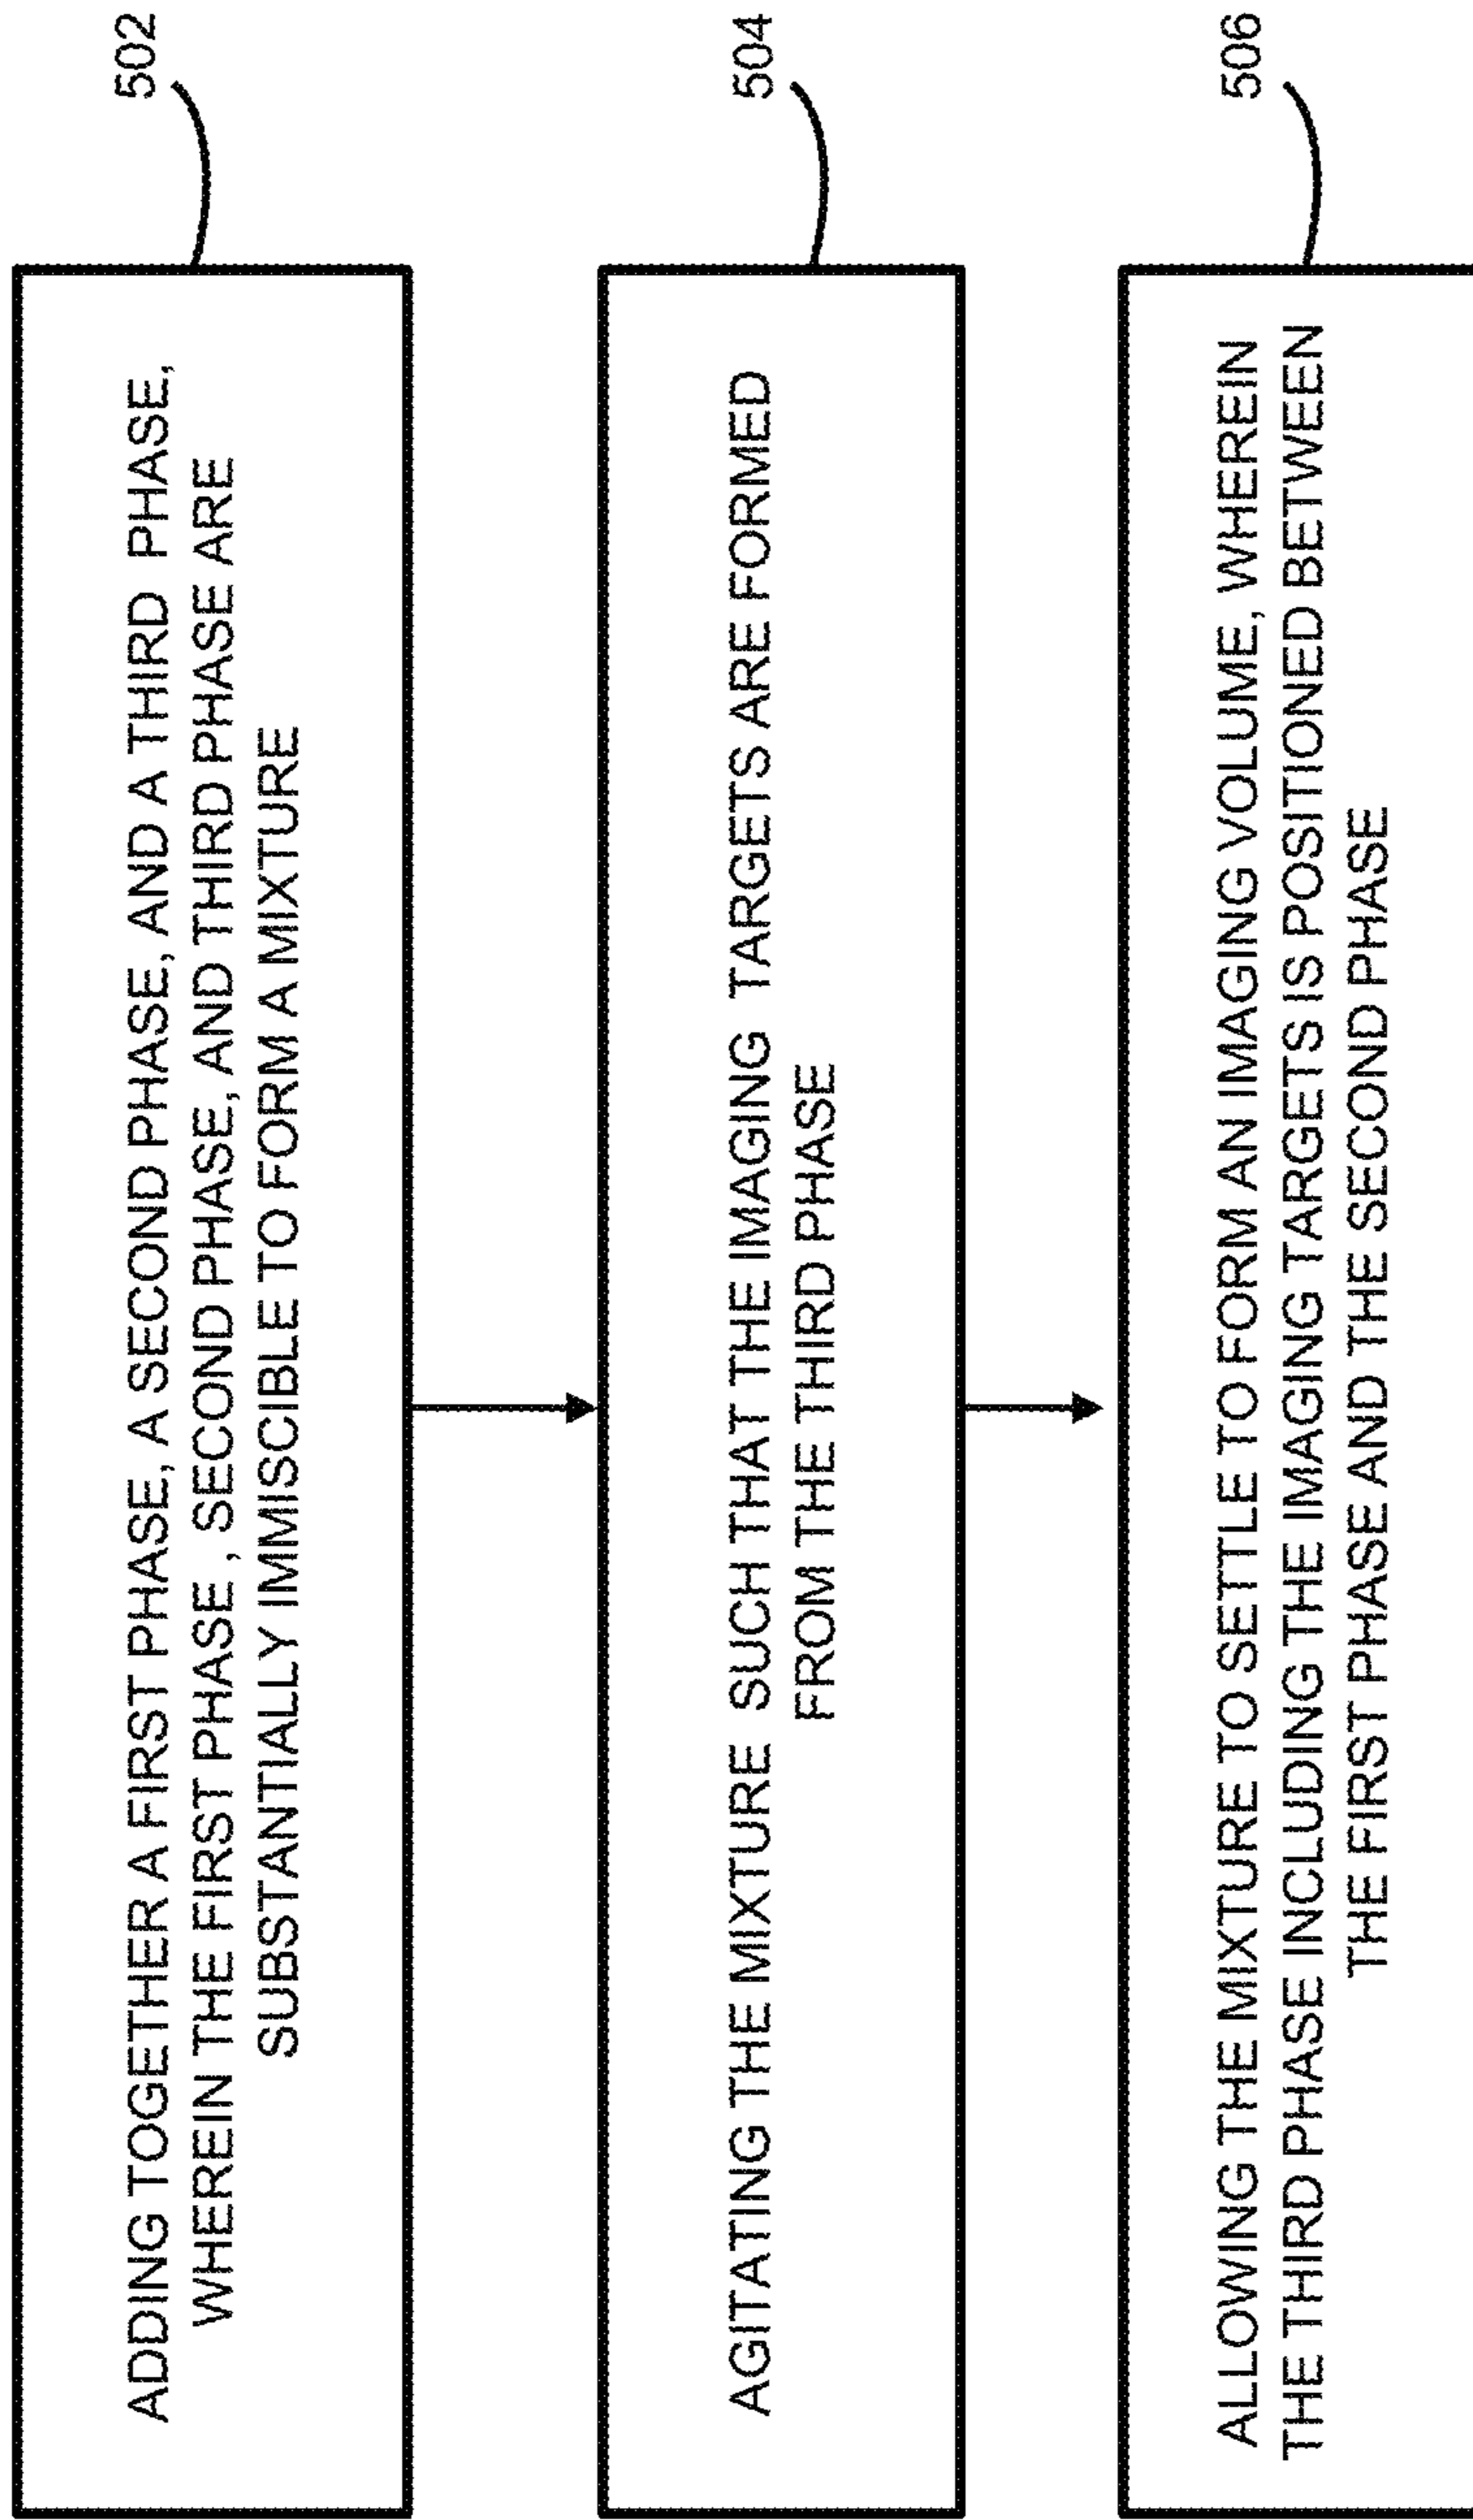 502
ADDING TOGETHER A FIRST PHASE, A SECOND PHASE, AND A THIRD PHASE,
WHEREIN THE FIRST PHASE , SECOND PHASE, AND THIRD PHASE ARE
SUBSTANTIALLY IMMISCIBLE TO FORM A MIXTURE
504
AGITATING THE MIXTURE SUCH THAT THE IMAGING TARGETS ARE FORMED
FROM THE THIRD PHASE
506
ALLOWING THE MIXTURE TO SETTLE TO FORM AN IMAGING VOLUME, WHEREIN
THE THIRD PHASE INCLUDING THE IMAGING TARGETS IS POSITIONED BETWEEN
THE FIRST PHASE AND THE SECOND PHASE